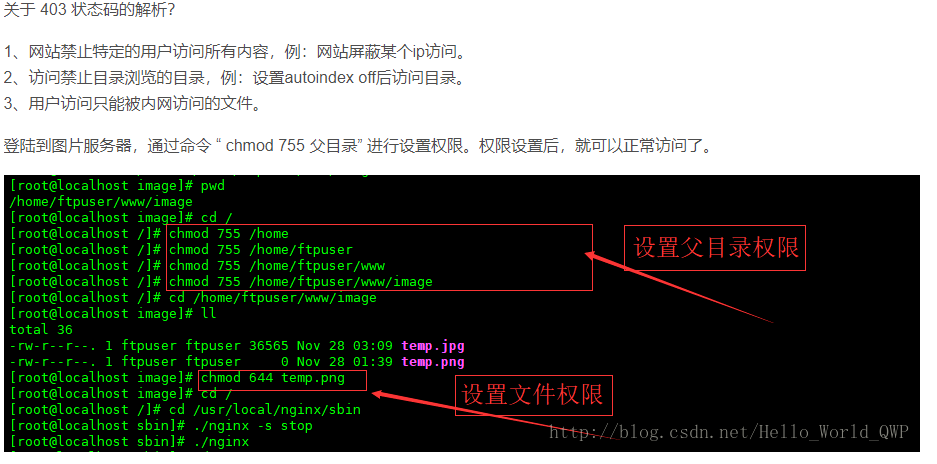 关于 403 状态码的解析?
1、网站禁止特定的用户访问所有内容，例：网站屏蔽某个ip访问。
2、访问禁止目录浏览的目录，例：设置autoindex off后访问目录。
3、用户访问只能被内网访问的文件。
登陆到图片服务器，通过命令 “ chmod 755 父目录” 进行设置权限。权限设置后，就可以正常访问了。
[root@localhost image]# pwd
/home/ftpuser/www/image
[root@localhost image]# cd /
[root@localhost /]# chmod 755 /home
[root@localhost /]# chmod 755 /home/ftpuser
[root@localhost /]# chmod 755 /home/ftpuser/www
[root@localhost /]# chmod 755 /home/ftpuser/www/image
设置父目录权限
[root@localhost /]# cd /home/ftpuser/www/image
[root@localhost image]# ll
total 36
-rw-r--r--. 1 ftpuser ftpuser 36565 Nov 28 03:09 temp.jpg
-rw-r--r--. 1 ftpuser ftpuser     0 Nov 28 01:39 temp.png
[root@localhost image]# chmod 644 temp.png
设置文件权限
[root@localhost image]# cd /
[root@localhost /]# cd /usr/local/nginx/sbin
[root@localhost sbin]# ./nginx -s stop
[root@localhost sbin]# ./nginx
http://blog.csdn.net/Hello_World_QWP